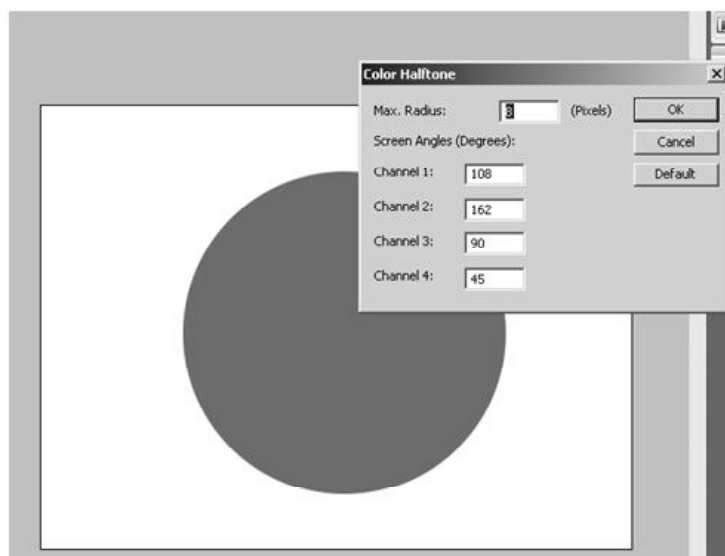 Color Halftone
Max. Radius: 8 (Pixels) OK
Screen Angles (Degrees): Cancel
Channel 1: 108 Default
Channel 2: 162
Channel 3: 90
Channel 4: 45